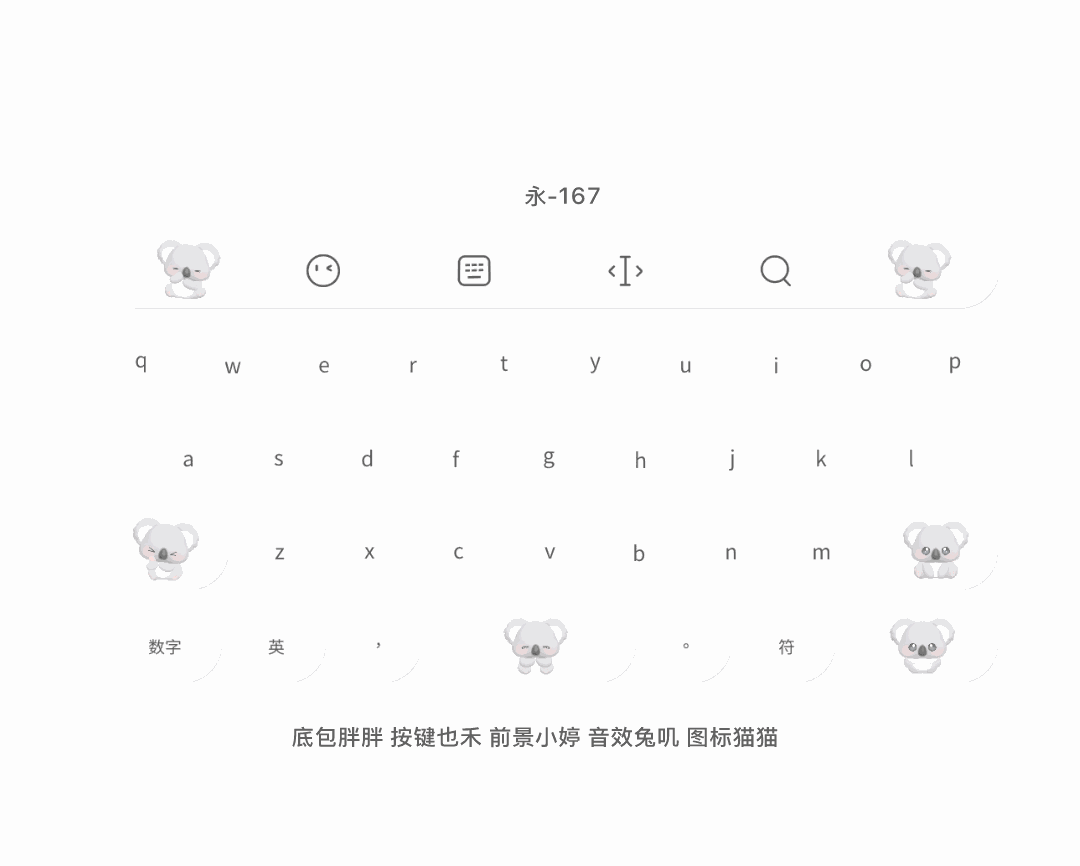 永-167
q w e r t y u i o p
a s d f g h j k l
z x c v b n m
数字 英 ， 。 符
底包胖胖 按键也禾 前景小婷 音效兔叽 图标猫猫